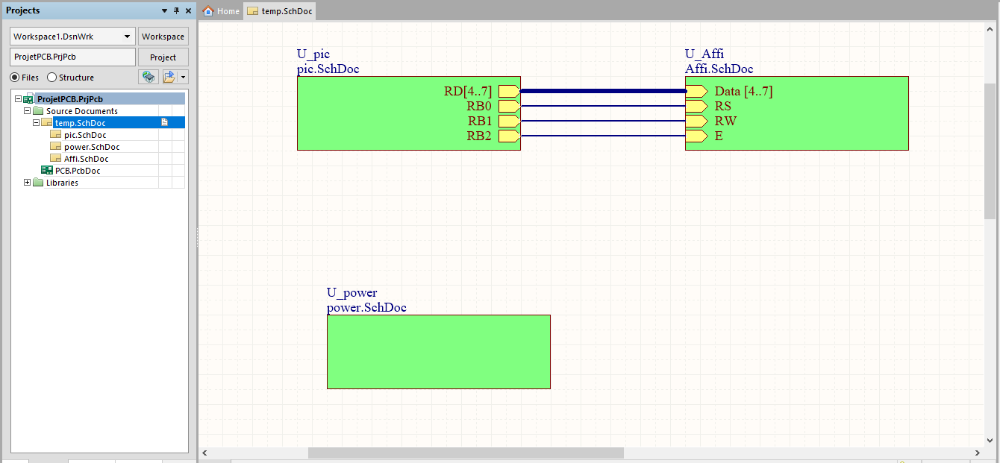 Projects
Home
temp.SchDoc
Workspace1.DsnWrk
Workspace
ProjetPCB.PrjPcb
Project
Files
Structure
ProjetPCB.PrjPcb
Source Documents
temp.SchDoc
pic.SchDoc
power.SchDoc
Affi.SchDoc
PCB.PcbDoc
Libraries
U_pic
pic.SchDoc
RD[4..7]
RB0
RB1
RB2
U_Affi
Affi.SchDoc
Data [4..7]
RS
RW
E
U_power
power.SchDoc